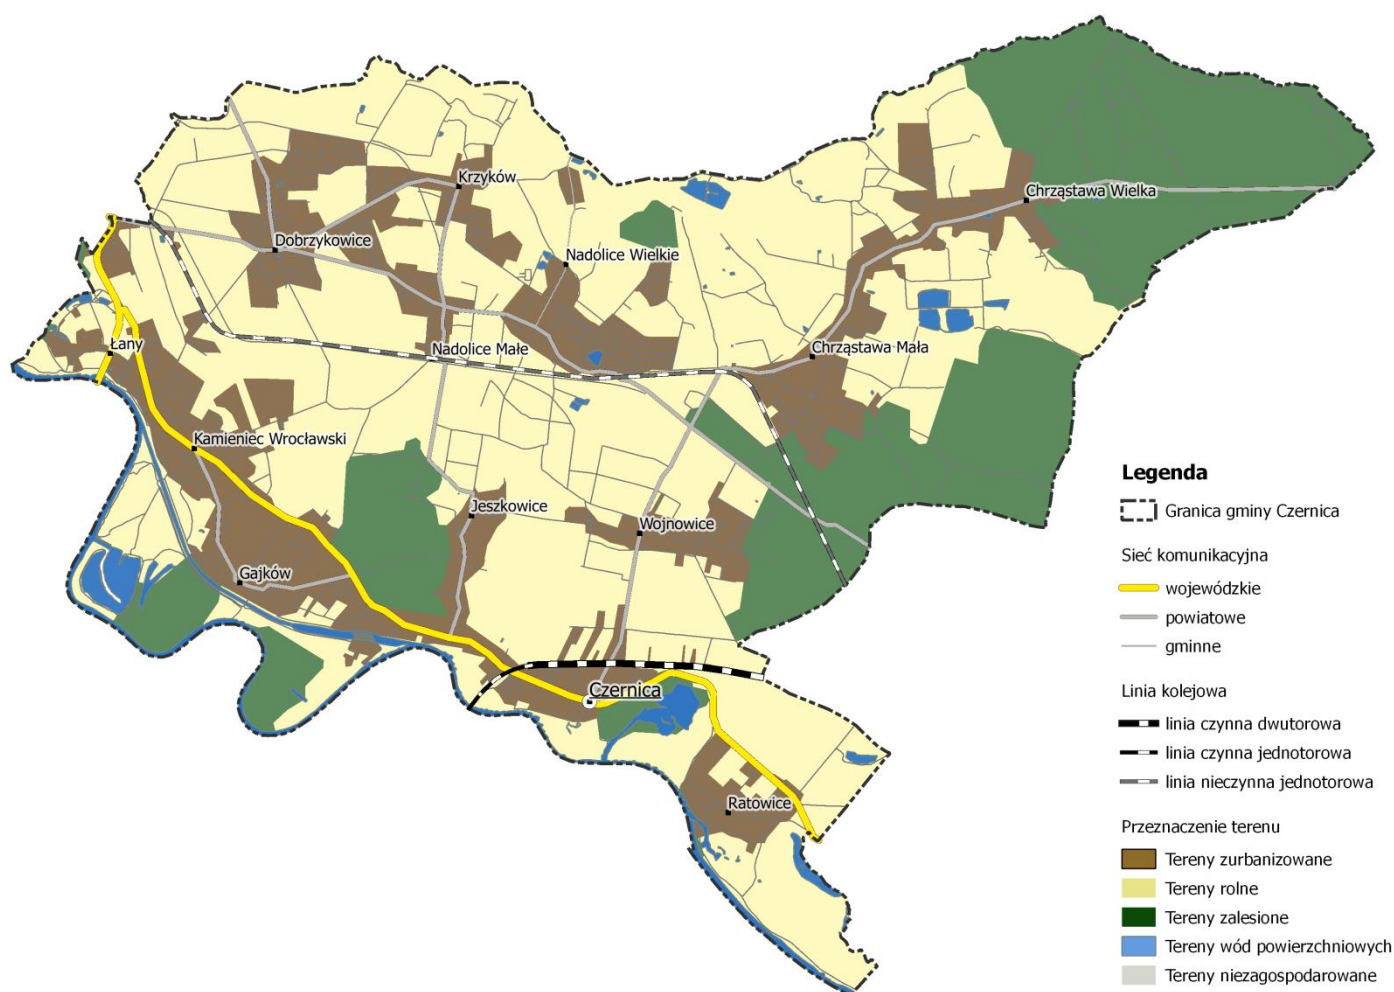 Chrząstawa Wielka
Krzyków
Dobrzykowice
Nadolice Wielkie
Łany
Nadolice Małe
Chrząstawa Mała
Kamieniec Wrocławski
Jeszkowice
Wojnowice
Gajków
Czernica
Ratowice
Legenda
Granica gminy Czernica
Sieć komunikacyjna
wojewódzkie
powiatowe
gminne
Linia kolejowa
linia czynna dwutorowa
linia czynna jednotorowa
linia nieczynna jednotorowa
Przeznaczenie terenu
Tereny zurbanizowane
Tereny rolne
Tereny zalesione
Tereny wód powierzchniowych
Tereny niezagospodarowane